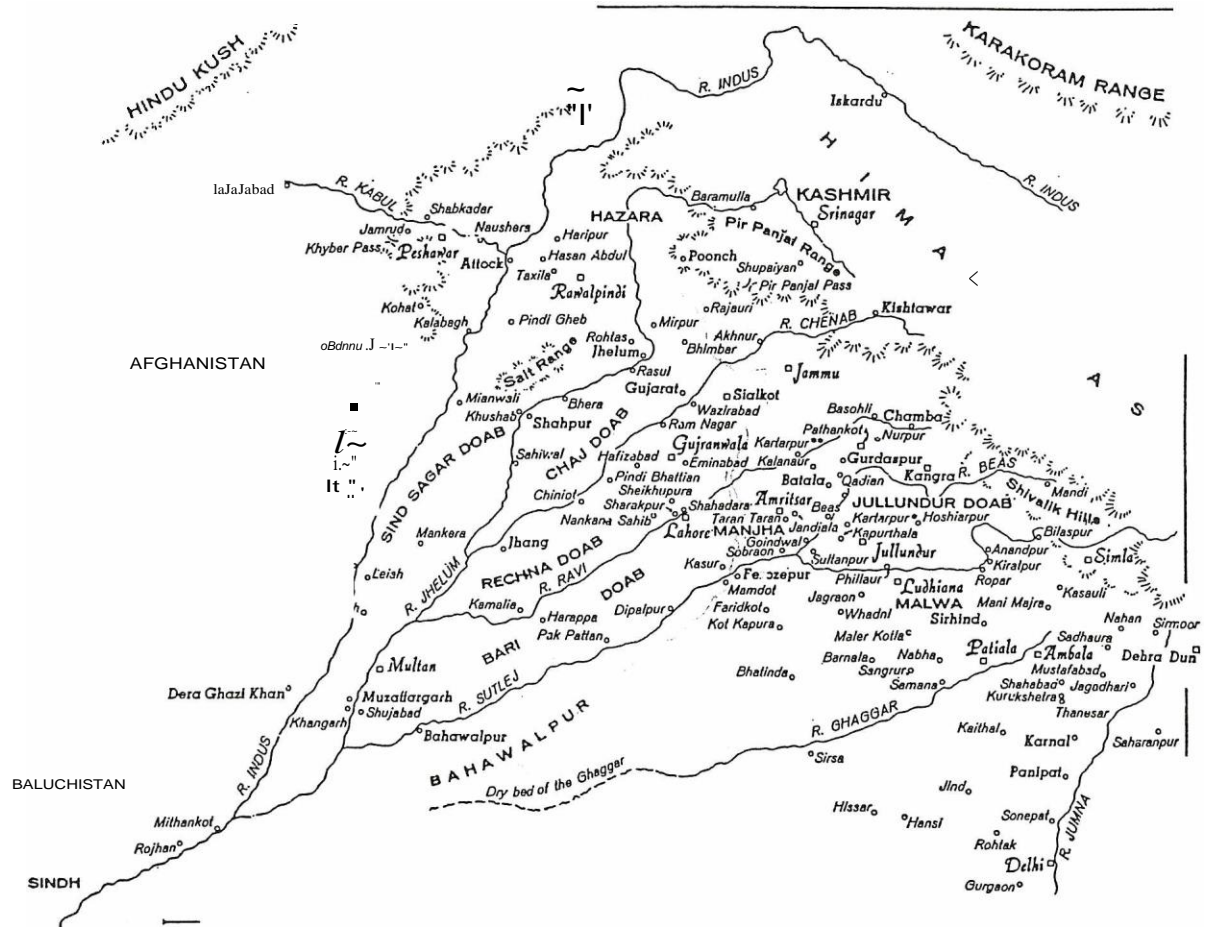 HINDU KUSH
KARAKORAM RANGE
R. INDUS
Iskardu
H I M A
A S
R. INDUS
laJaJabad
R. KABUL
Shabkadar
Jamrud
Khyber Pass
Peshawar
Naushera
Attock
HAZARA
Haripur
Hasan Abdul
Taxila
Rawalpindi
Baramulla
KASHMIR
Srinagar
Pir Panjal Range
Poonch
Shupaiyan
Pir Panjal Pass
Kohat
Kalabagh
Pindi Gheb
Rajauri
Mirpur
Akhnur
R. CHENAB
Kishtawar
oBdnnu
AFGHANISTAN
Rohtas
Jhelum
Bhimbar
Salt Range
Rasul
Gujarat
Jammu
Sialkot
Mianwali
Khushab
Bhera
Shahpur
Wazirabad
Ram Nagar
Basohli
Chamba
Pathankot
Nurpur
SIND SAGAR DOAB
CHAJ DOAB
Sahiwal
Hafizabad
Gujranwala
Kartarpur
Gurdaspur
Eminabad
Kalanaur
Kangra
R. BEAS
Pindi Bhattian
Batala
Qadian
Mandi
Chiniot
Sheikhupura
Sharakpur
Shahadara
Amritsar
JULLUNDUR DOAB
Shivalik Hills
Nankana Sahib
Lahore
Taran Taran
Jandiala
Beas
Kartarpur
Hoshiarpur
MANJHA
Kapurthala
Bilaspur
Mankera
Jhang
RECHNA DOAB
Goindwal
Sobraon
Sultanpur
Jullundur
Anandpur
Kiralpur
Simla
Leiah
R. JHELUM
R. RAVI
Kasur
Fe ozepur
Phillaur
Ropar
Mamdot
Ludhiana
Kasauli
BARI DOAB
Kamalia
Harappa
Dipalpur
Faridkot
Jagraon
MALWA
Mani Majra
Whadni
Sirhind
Nahan
Sirmoor
Pak Pattan
Kot Kapura
Maler Kotla
Sadhaura
Multan
Barnala
Nabha
Patiala
Ambala
Dehra Dun
Bhatinda
Sangrur
Mustafabad
Samana
Shahabad
Jagadhari
Dera Ghazi Khan
Muzaffargarh
R. SUTLEJ
Kurukshetra
Khangarh
Shujabad
Thanesar
Bahawalpur
BAHAWALPUR
R. GHAGGAR
Kaithal
Karnal
Saharanpur
Sirsa
R. INDUS
Dry bed of the Ghaggar
BALUCHISTAN
Panipat
Jind
Hissar
Hansi
Sonepat
R. JUMNA
Mithankot
Rojhan
Rohtak
Delhi
SINDH
Gurgaon